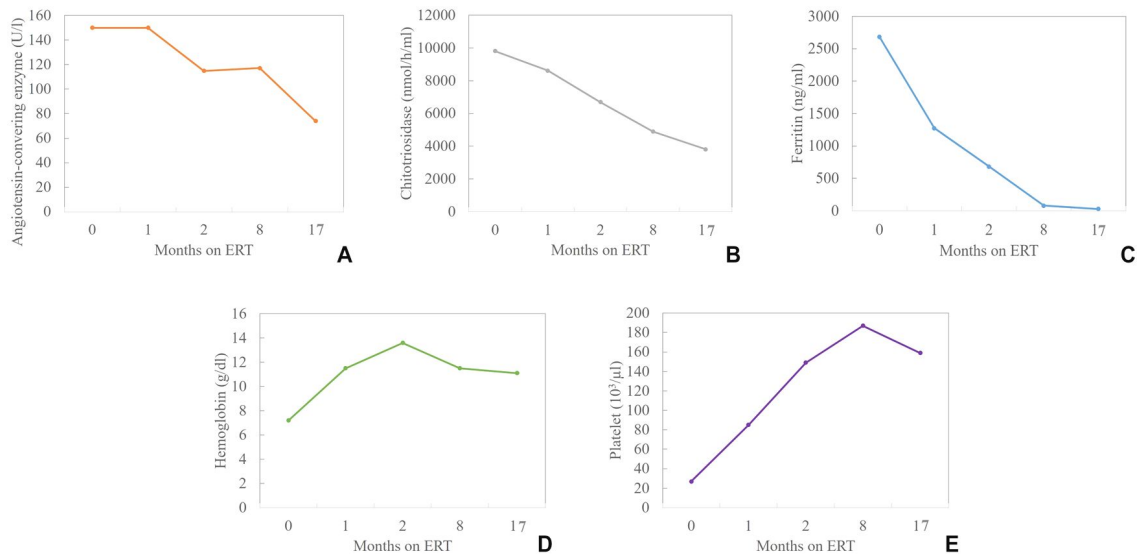 Angiotensin-convering enzyme (U/l)
160
140
120
100
80
60
40
20
0
0 1 2 8 17
Months on ERT
A
Chitotriosidase (nmol/h/ml)
12000
10000
8000
6000
4000
2000
0
0 1 2 8 17
Months on ERT
B
Ferritin (ng/ml)
3000
2500
2000
1500
1000
500
0
0 1 2 8 17
Months on ERT
C
Hemoglobin (g/dl)
16
14
12
10
8
6
4
2
0
0 1 2 8 17
Months on ERT
D
Platelet (10³/µl)
200
180
160
140
120
100
80
60
40
20
0
0 1 2 8 17
Months on ERT
E